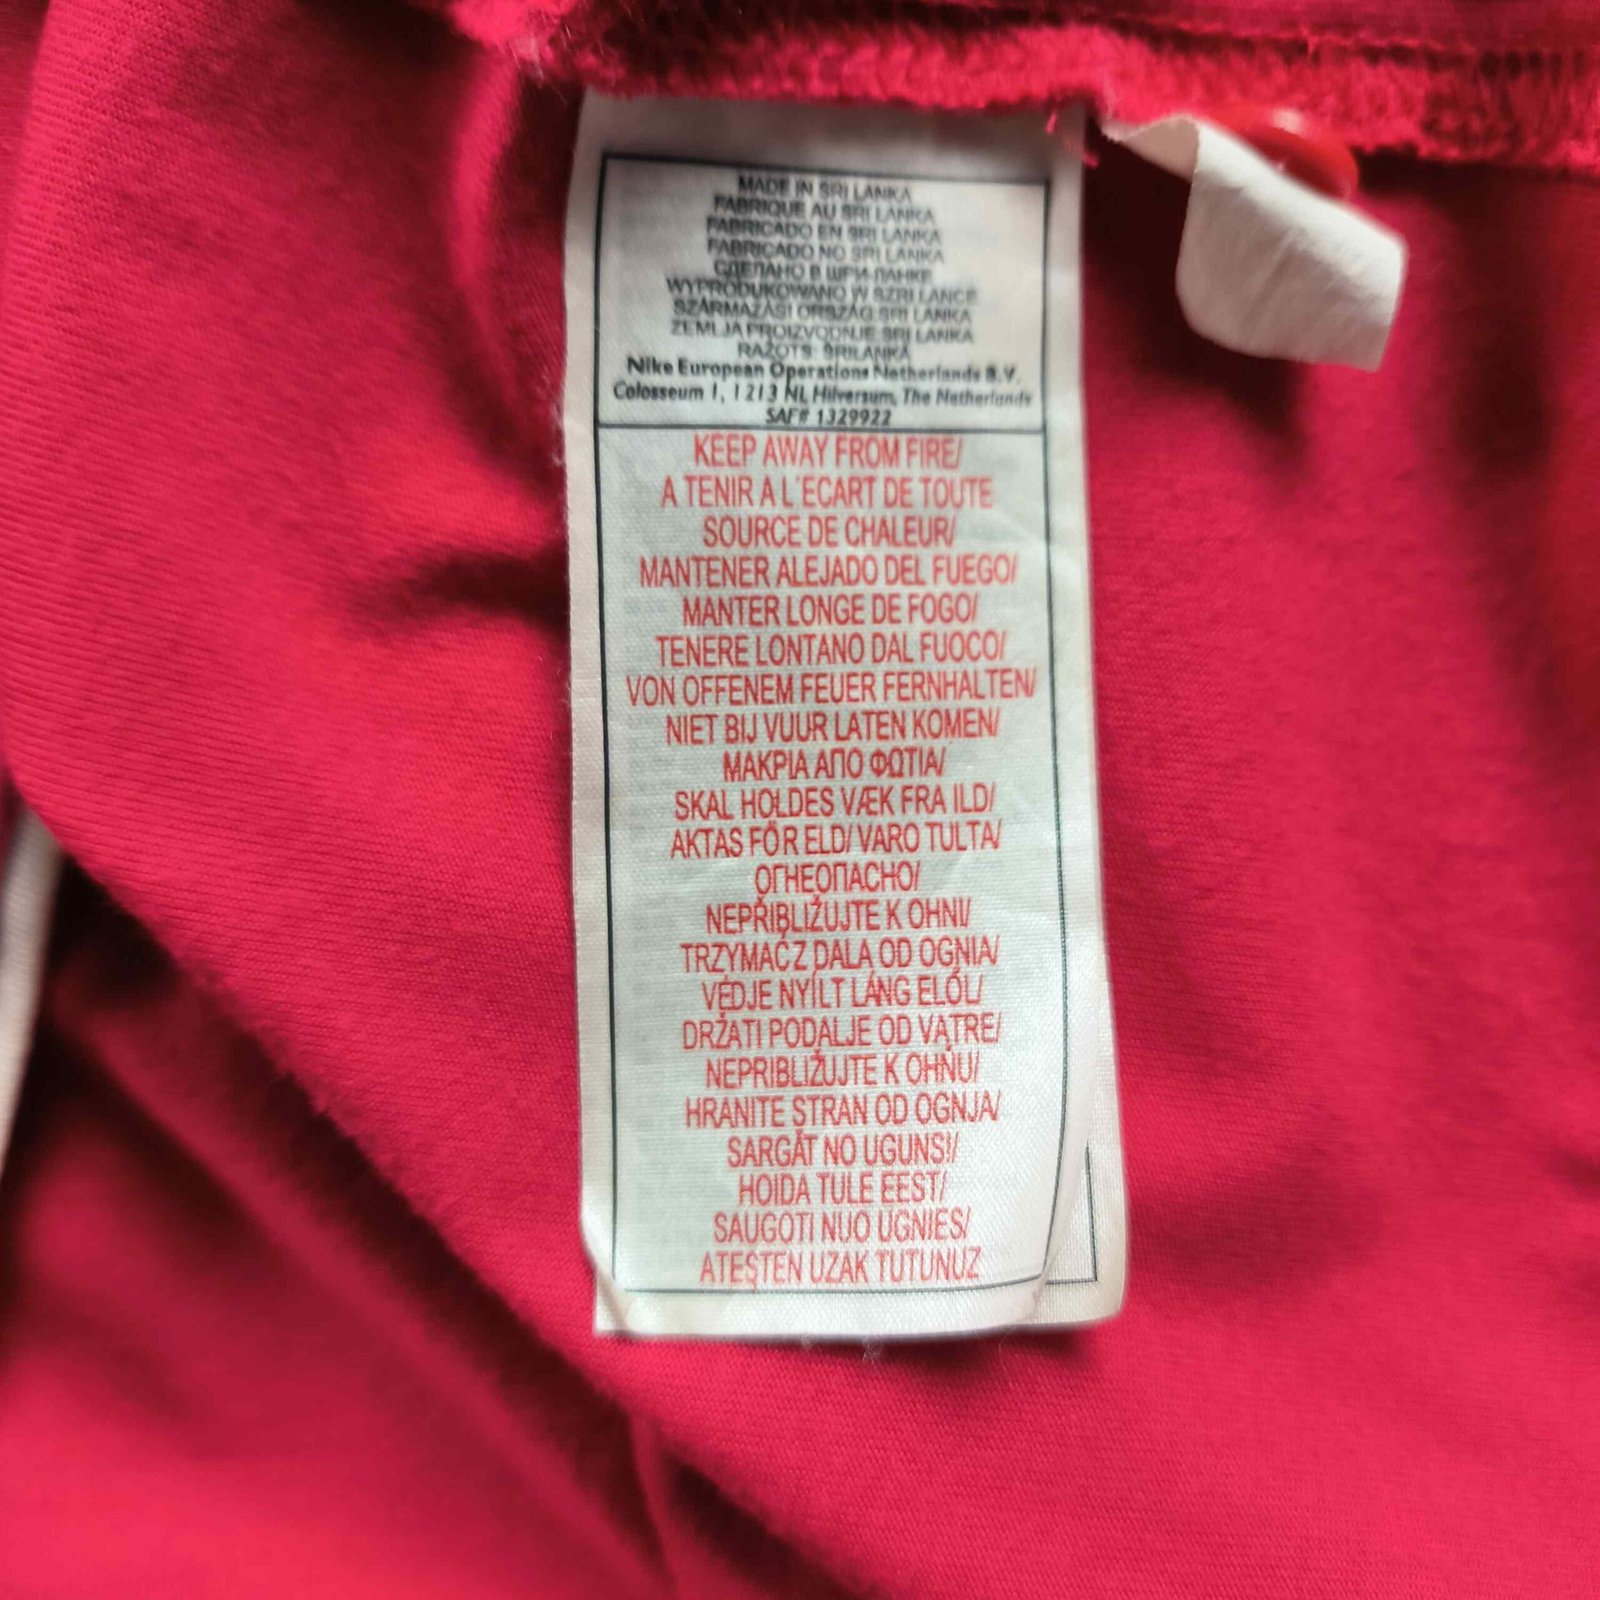 MADE IN SRI LANKA
FABRIQUE AU SRI LANKA
FABRICADO EN SRI LANKA
FABRICADO NO SRI LANKA
СДЕЛАНО В ШРИ-ЛАНКЕ
WYPRODUKOWANO W SZRI LANCE
SZÁRMAZÁSI ORSZÁG:SRI LANKA
ZEMLJA PROIZVODNJE:SRI LANKA
RAŽOTS: ŠRILANKĀ
Nike European Operations Netherlands B.V.
Colosseum 1, 1213 NL Hilversum, The Netherlands
SAF# 1329922
KEEP AWAY FROM FIRE/
A TENIR A L'ECART DE TOUTE
SOURCE DE CHALEUR/
MANTENER ALEJADO DEL FUEGO/
MANTER LONGE DE FOGO/
TENERE LONTANO DAL FUOCO/
VON OFFENEM FEUER FERNHALTEN/
NIET BIJ VUUR LATEN KOMEN/
ΜΑΚΡΙΑ ΑΠΟ ΦΩΤΙΑ/
SKAL HOLDES VÆK FRA ILD/
AKTAS FÖR ELD/ VARO TULTA/
ОГНЕОПАСНО/
NEPŘIBLIŽUJTE K OHNI/
TRZYMAĆ Z DALA OD OGNIA/
VÉDJE NYÍLT LÁNG ELŐL/
DRŽATI PODALJE OD VATRE/
NEPRIBLIŽUJTE K OHŇU/
HRANITE STRAN OD OGNJA/
SARGĀT NO UGUNS!/
HOIDA TULE EEST/
SAUGOTI NUO UGNIES/
ATEŞTEN UZAK TUTUNUZ